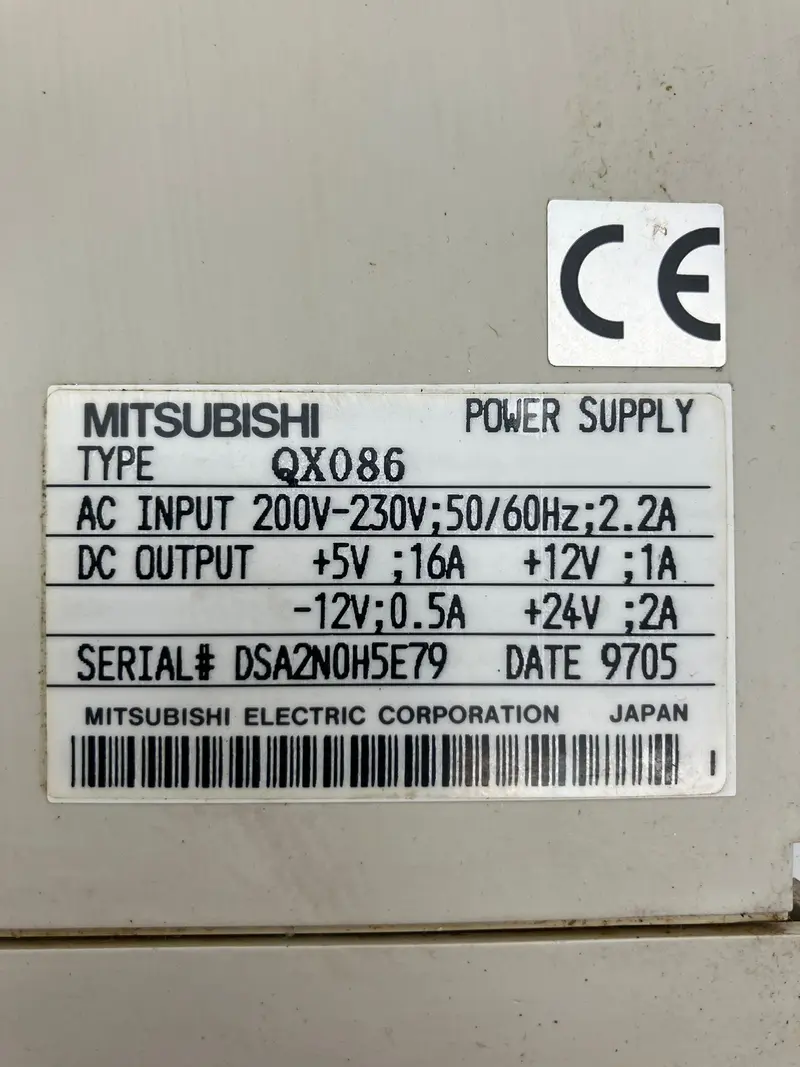 CE
MITSUBISHI POWER SUPPLY
TYPE QX086
AC INPUT 200V-230V;50/60Hz;2.2A
DC OUTPUT +5V ;16A +12V ;1A
-12V;0.5A +24V ;2A
SERIAL# DSA2N0H5E79 DATE 9705
MITSUBISHI ELECTRIC CORPORATION JAPAN